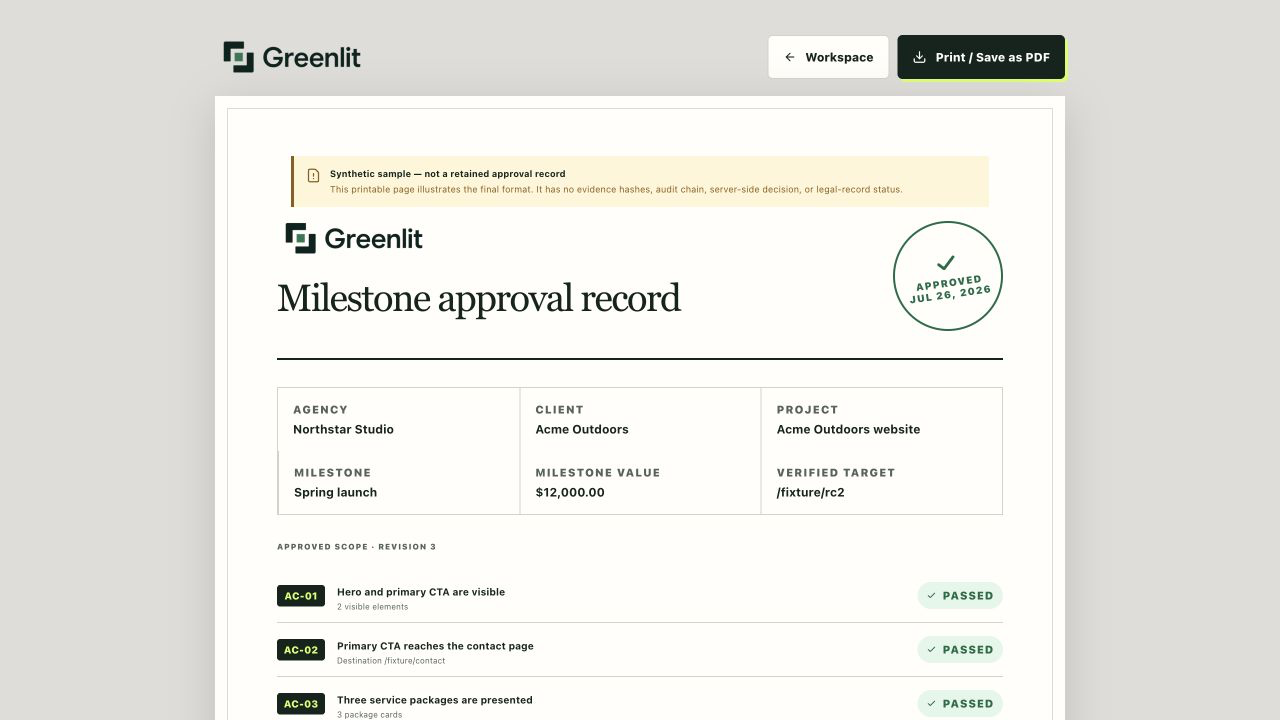 Greenlit
Workspace
Print / Save as PDF
Synthetic sample — not a retained approval record
This printable page illustrates the final format. It has no evidence hashes, audit chain, server-side decision, or legal-record status.
Greenlit
Milestone approval record
APPROVED
JUL 26, 2026
AGENCY
Northstar Studio
CLIENT
Acme Outdoors
PROJECT
Acme Outdoors website
MILESTONE
Spring launch
MILESTONE VALUE
$12,000.00
VERIFIED TARGET
/fixture/rc2
APPROVED SCOPE · REVISION 3
AC-01
Hero and primary CTA are visible
2 visible elements
PASSED
AC-02
Primary CTA reaches the contact page
Destination /fixture/contact
PASSED
AC-03
Three service packages are presented
3 package cards
PASSED